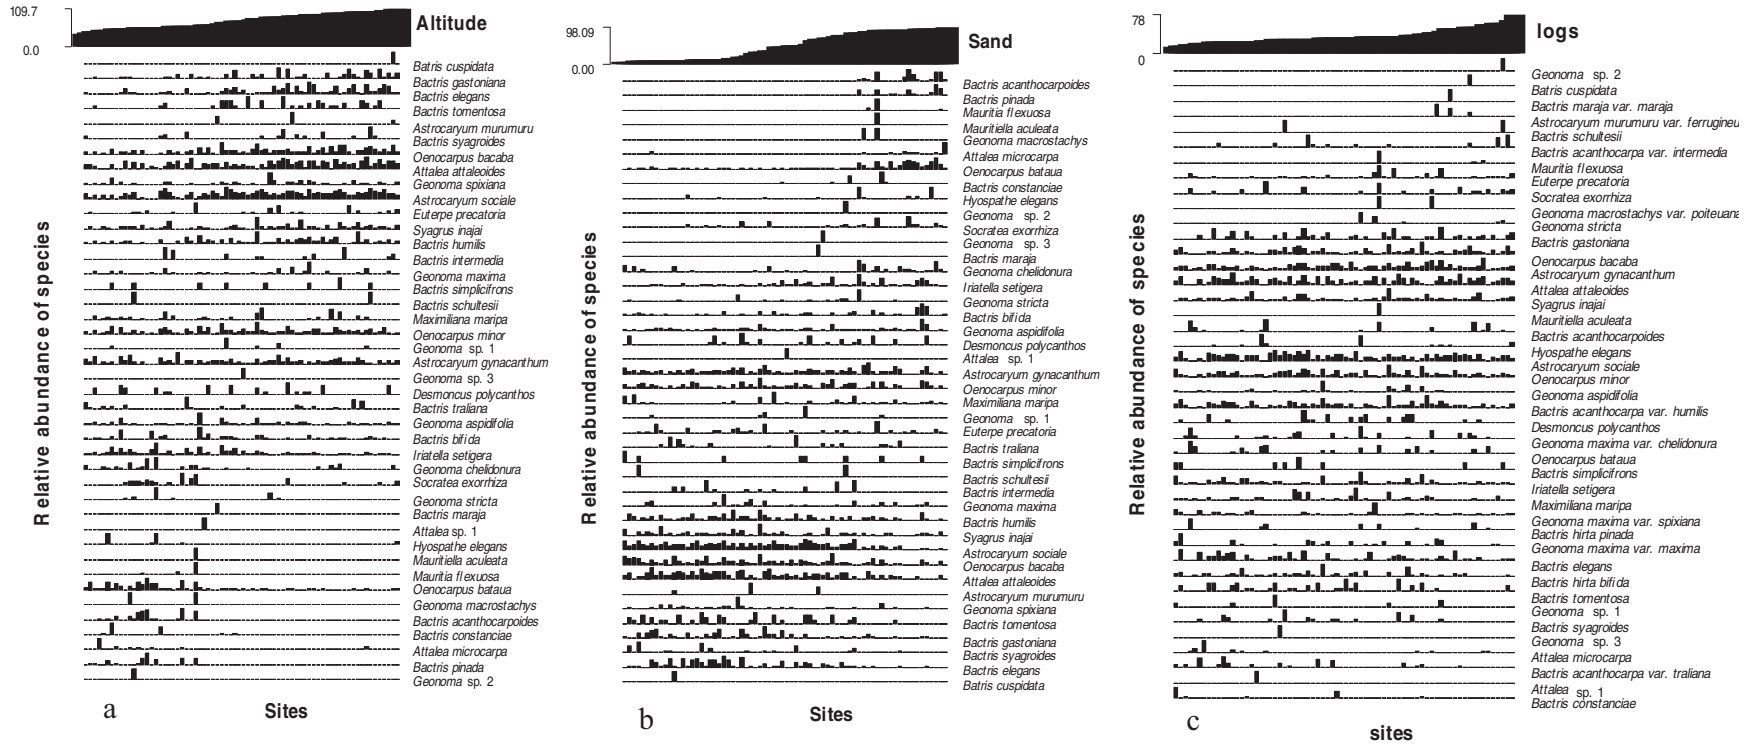 109.7
0.0
Altitude
Batris cuspidata
Bactris gastoniana
Bactris elegans
Bactris tomentosa
Astrocaryum murumuru
Bactris syagroides
Oenocarpus bacaba
Attalea attaleoides
Geonoma spixiana
Astrocaryum sociale
Euterpe precatoria
Syagrus inajai
Bactris humilis
Bactris intermedia
Geonoma maxima
Bactris simplicifrons
Bactris schultesii
Maximiliana maripa
Oenocarpus minor
Geonoma sp. 1
Astrocaryum gynacanthum
Geonoma sp. 3
Desmoncus polycanthos
Bactris traliana
Geonoma aspidifolia
Bactris bifida
Iriatella setigera
Geonoma chelidonura
Socratea exorrhiza
Geonoma stricta
Bactris maraja
Attalea sp. 1
Hyospathe elegans
Mauritiella aculeata
Mauritia flexuosa
Oenocarpus bataua
Geonoma macrostachys
Bactris acanthocarpoides
Bactris constanciae
Attalea microcarpa
Bactris pinada
Geonoma sp. 2
Relative abundance of species
a
Sites
98.09
0.00
Sand
Bactris acanthocarpoides
Bactris pinada
Mauritia flexuosa
Mauritiella aculeata
Geonoma macrostachys
Attalea microcarpa
Oenocarpus bataua
Bactris constanciae
Hyospathe elegans
Geonoma sp. 2
Socratea exorrhiza
Geonoma sp. 3
Bactris maraja
Geonoma chelidonura
Iriatella setigera
Geonoma stricta
Bactris bifida
Geonoma aspidifolia
Desmoncus polycanthos
Attalea sp. 1
Astrocaryum gynacanthum
Oenocarpus minor
Maximiliana maripa
Geonoma sp. 1
Euterpe precatoria
Bactris traliana
Bactris simplicifrons
Bactris schultesii
Bactris intermedia
Geonoma maxima
Bactris humilis
Syagrus inajai
Astrocaryum sociale
Oenocarpus bacaba
Attalea attaleoides
Astrocaryum murumuru
Geonoma spixiana
Bactris tomentosa
Bactris gastoniana
Bactris syagroides
Bactris elegans
Batris cuspidata
Relative abundance of species
b
Sites
78
0
logs
Geonoma sp. 2
Batris cuspidata
Bactris maraja var. maraja
Astrocaryum murumuru var. ferrugineu
Bactris schultesii
Bactris acanthocarpa var. intermedia
Mauritia flexuosa
Euterpe precatoria
Socratea exorrhiza
Geonoma macrostachys var. poiteuana
Geonoma stricta
Bactris gastoniana
Oenocarpus bacaba
Astrocaryum gynacanthum
Attalea attaleoides
Syagrus inajai
Mauritiella aculeata
Bactris acanthocarpoides
Hyospathe elegans
Astrocaryum sociale
Oenocarpus minor
Geonoma aspidifolia
Bactris acanthocarpa var. humilis
Desmoncus polycanthos
Geonoma maxima var. chelidonura
Oenocarpus bataua
Bactris simplicifrons
Iriatella setigera
Maximiliana maripa
Geonoma maxima var. spixiana
Bactris hirta pinada
Geonoma maxima var. maxima
Bactris elegans
Bactris hirta bifida
Bactris tomentosa
Geonoma sp. 1
Bactris syagroides
Geonoma sp. 3
Attalea microcarpa
Bactris acanthocarpa var. traliana
Attalea sp. 1
Bactris constanciae
Relative abundance of species
c
sites